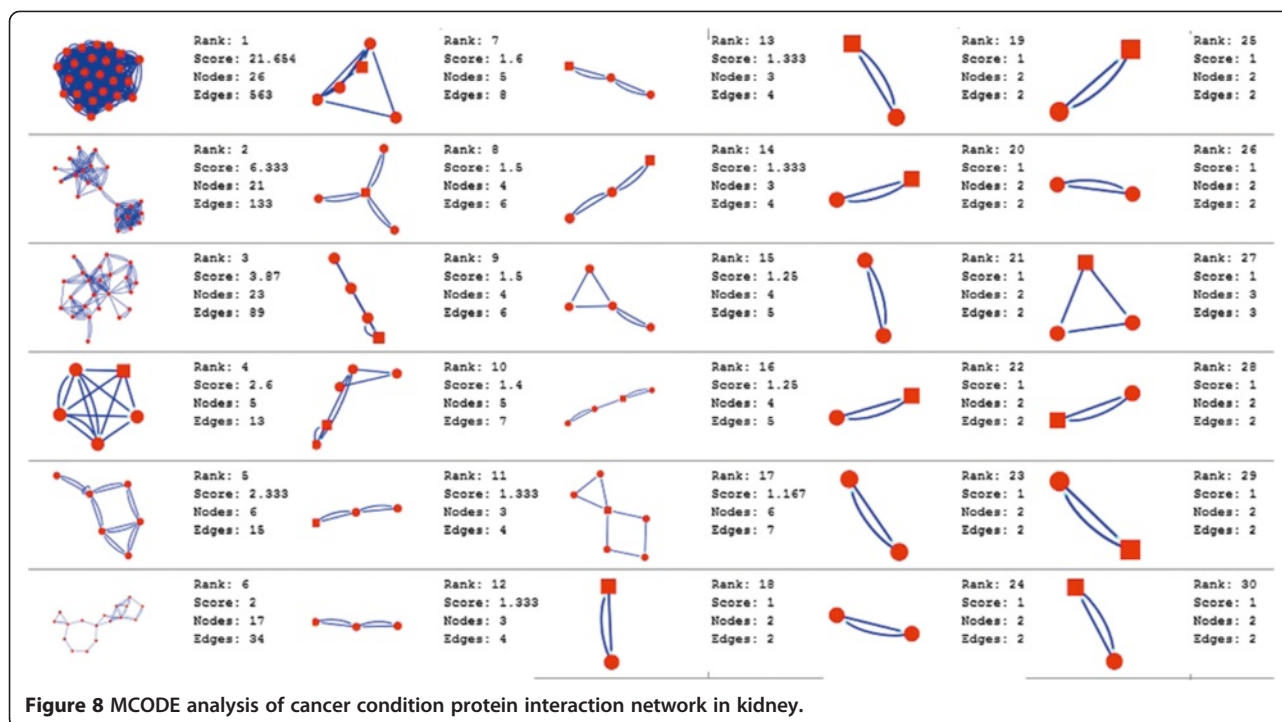 Rank: 1
Score: 21.654
Nodes: 26
Edges: 563
Rank: 7
Score: 1.6
Nodes: 5
Edges: 8
Rank: 13
Score: 1.333
Nodes: 3
Edges: 4
Rank: 19
Score: 1
Nodes: 2
Edges: 2
Rank: 25
Score: 1
Nodes: 2
Edges: 2
Rank: 2
Score: 6.333
Nodes: 21
Edges: 133
Rank: 8
Score: 1.5
Nodes: 4
Edges: 6
Rank: 14
Score: 1.333
Nodes: 3
Edges: 4
Rank: 20
Score: 1
Nodes: 2
Edges: 2
Rank: 26
Score: 1
Nodes: 2
Edges: 2
Rank: 3
Score: 3.87
Nodes: 23
Edges: 89
Rank: 9
Score: 1.5
Nodes: 4
Edges: 6
Rank: 15
Score: 1.25
Nodes: 4
Edges: 5
Rank: 21
Score: 1
Nodes: 2
Edges: 2
Rank: 27
Score: 1
Nodes: 3
Edges: 3
Rank: 4
Score: 2.6
Nodes: 5
Edges: 13
Rank: 10
Score: 1.4
Nodes: 5
Edges: 7
Rank: 16
Score: 1.25
Nodes: 4
Edges: 5
Rank: 22
Score: 1
Nodes: 2
Edges: 2
Rank: 28
Score: 1
Nodes: 2
Edges: 2
Rank: 5
Score: 2.333
Nodes: 6
Edges: 15
Rank: 11
Score: 1.333
Nodes: 3
Edges: 4
Rank: 17
Score: 1.167
Nodes: 6
Edges: 7
Rank: 23
Score: 1
Nodes: 2
Edges: 2
Rank: 29
Score: 1
Nodes: 2
Edges: 2
Rank: 6
Score: 2
Nodes: 17
Edges: 34
Rank: 12
Score: 1.333
Nodes: 3
Edges: 4
Rank: 18
Score: 1
Nodes: 2
Edges: 2
Rank: 24
Score: 1
Nodes: 2
Edges: 2
Rank: 30
Score: 1
Nodes: 2
Edges: 2
Figure 8 MCODE analysis of cancer condition protein interaction network in kidney.